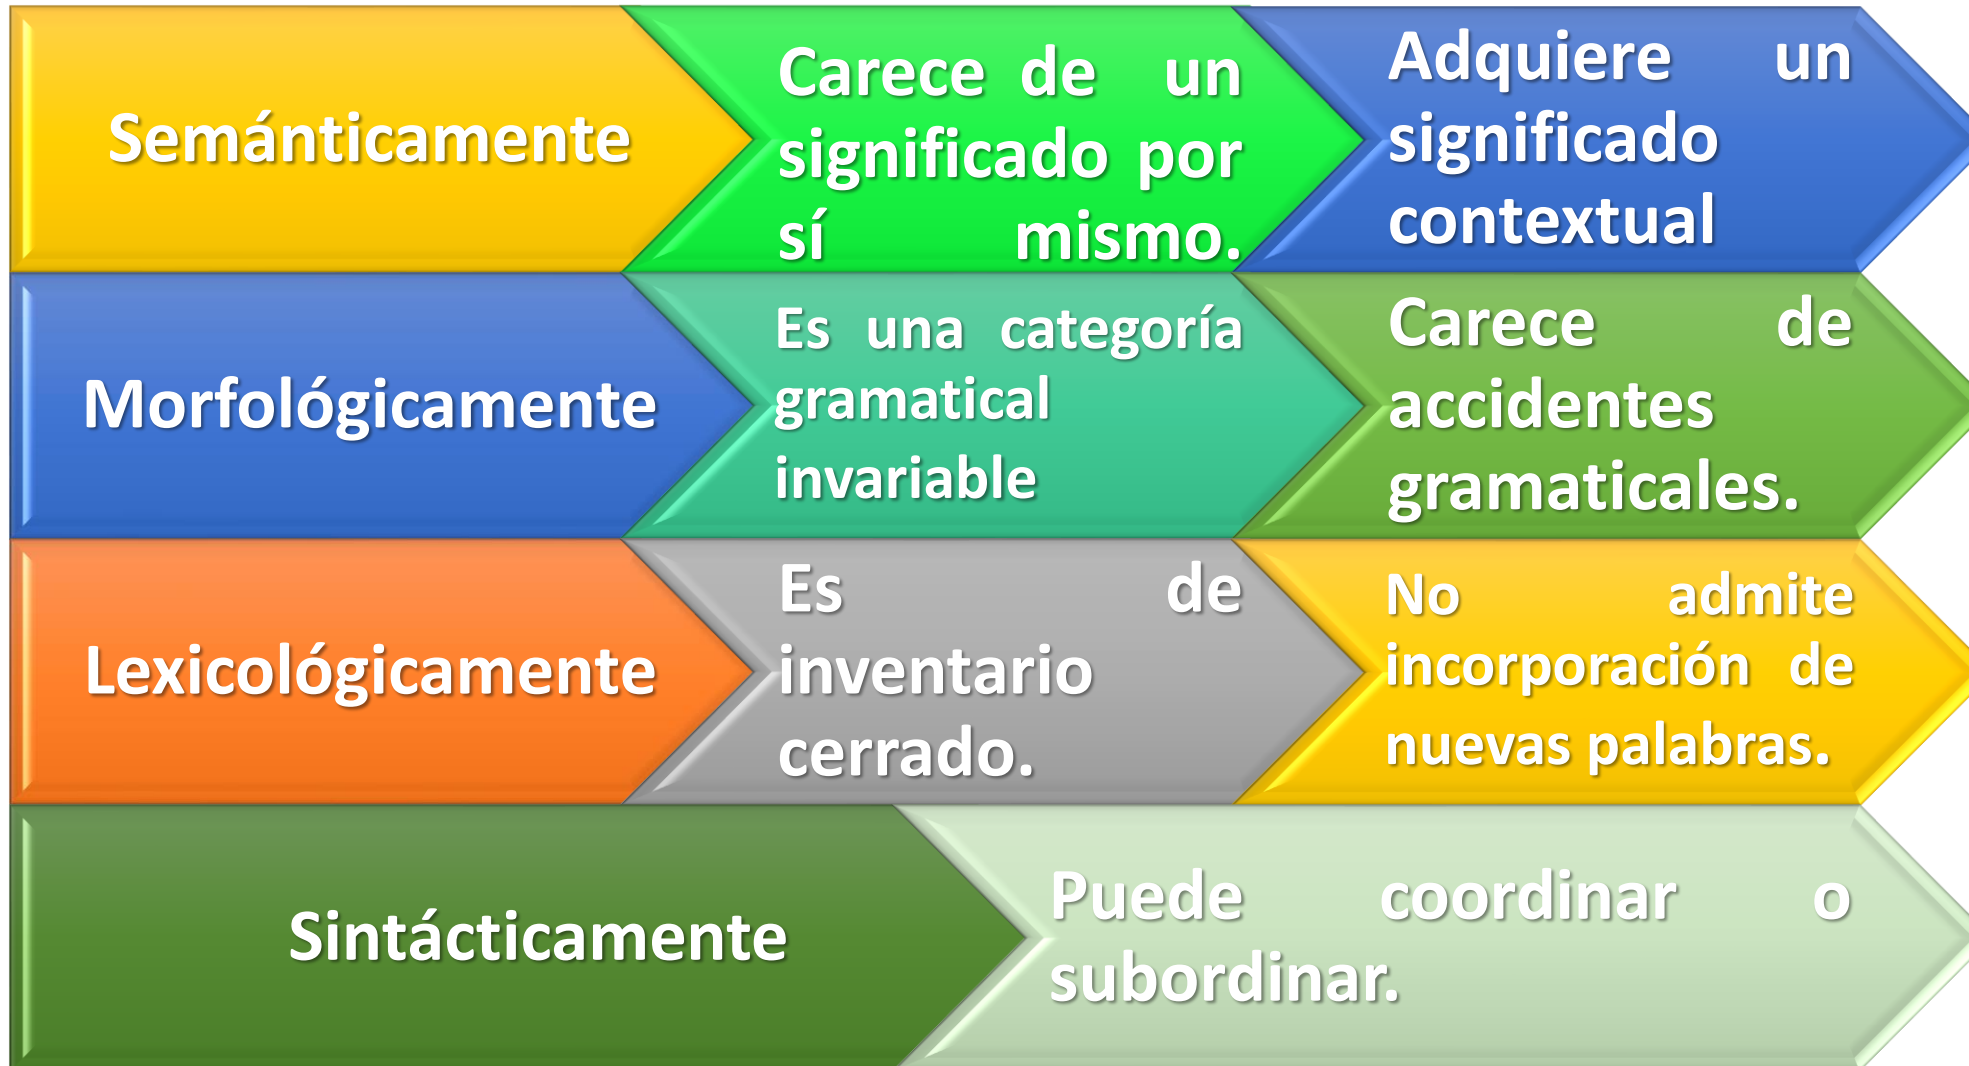 Semánticamente
Carece de un
significado por
sí mismo.
Adquiere un
significado
contextual
Morfológicamente
Es una categoría
gramatical
invariable
Carece de
accidentes
gramaticales.
Lexicológicamente
Es de
inventario
cerrado.
No admite
incorporación de
nuevas palabras.
Sintácticamente
Puede coordinar o
subordinar.